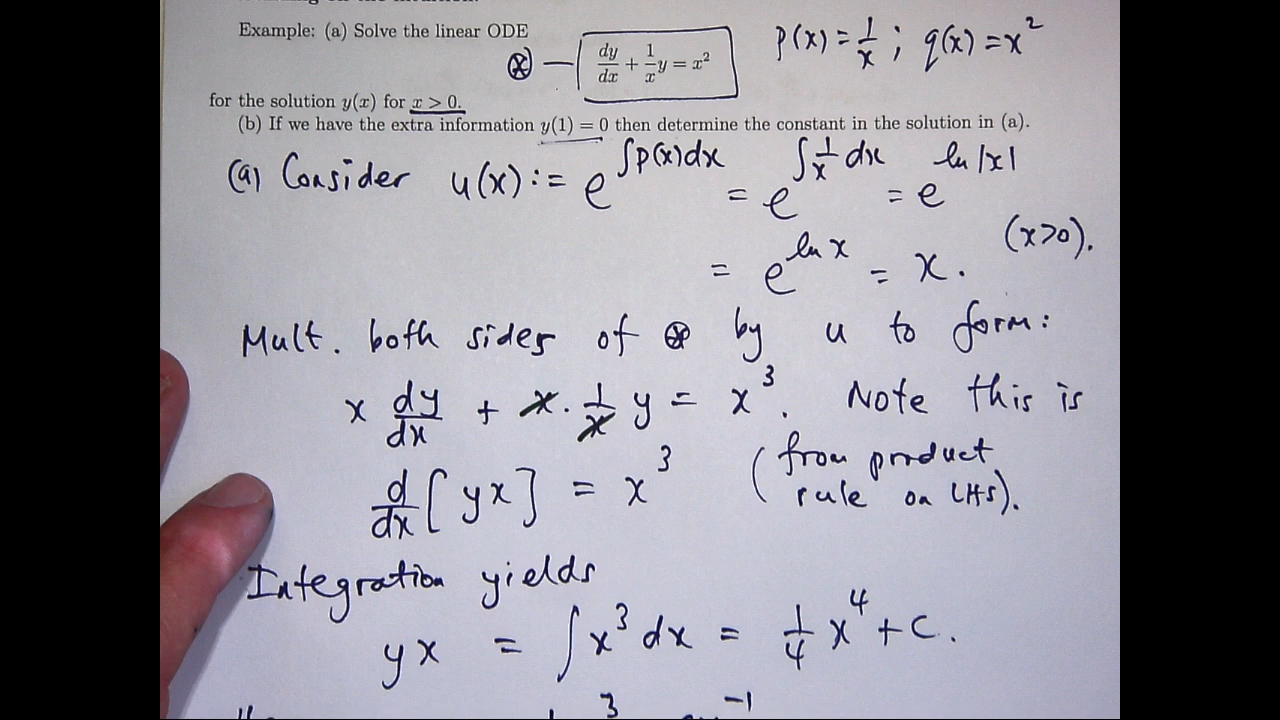 Example: (a) Solve the linear ODE
⊛ — dy/dx + 1/x y = x²
p(x) = 1/x ; q(x) = x²
for the solution y(x) for x > 0.
(b) If we have the extra information y(1) = 0 then determine the constant in the solution in (a).
(a) Consider u(x) := e^{∫p(x)dx} = e^{∫1/x dx} = e^{ln|x|}
= e^{ln x} = x. (x>0).
Mult. both sides of ⊛ by u to form:
x dy/dx + x · 1/x y = x³. Note this is
d/dx [yx] = x³ (from product rule on LHS).
Integration yields
yx = ∫x³ dx = 1/4 x⁴ + c.